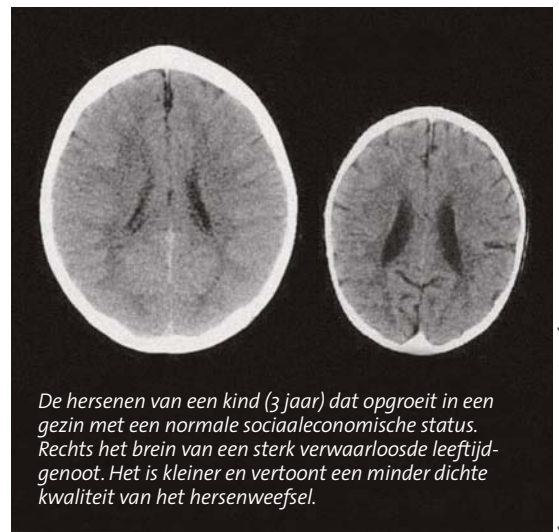 De hersenen van een kind (3 jaar) dat opgroeit in een
gezin met een normale sociaaleconomische status.
Rechts het brein van een sterk verwaarloosde leeftijd-
genoot. Het is kleiner en vertoont een minder dichte
kwaliteit van het hersenweefsel.